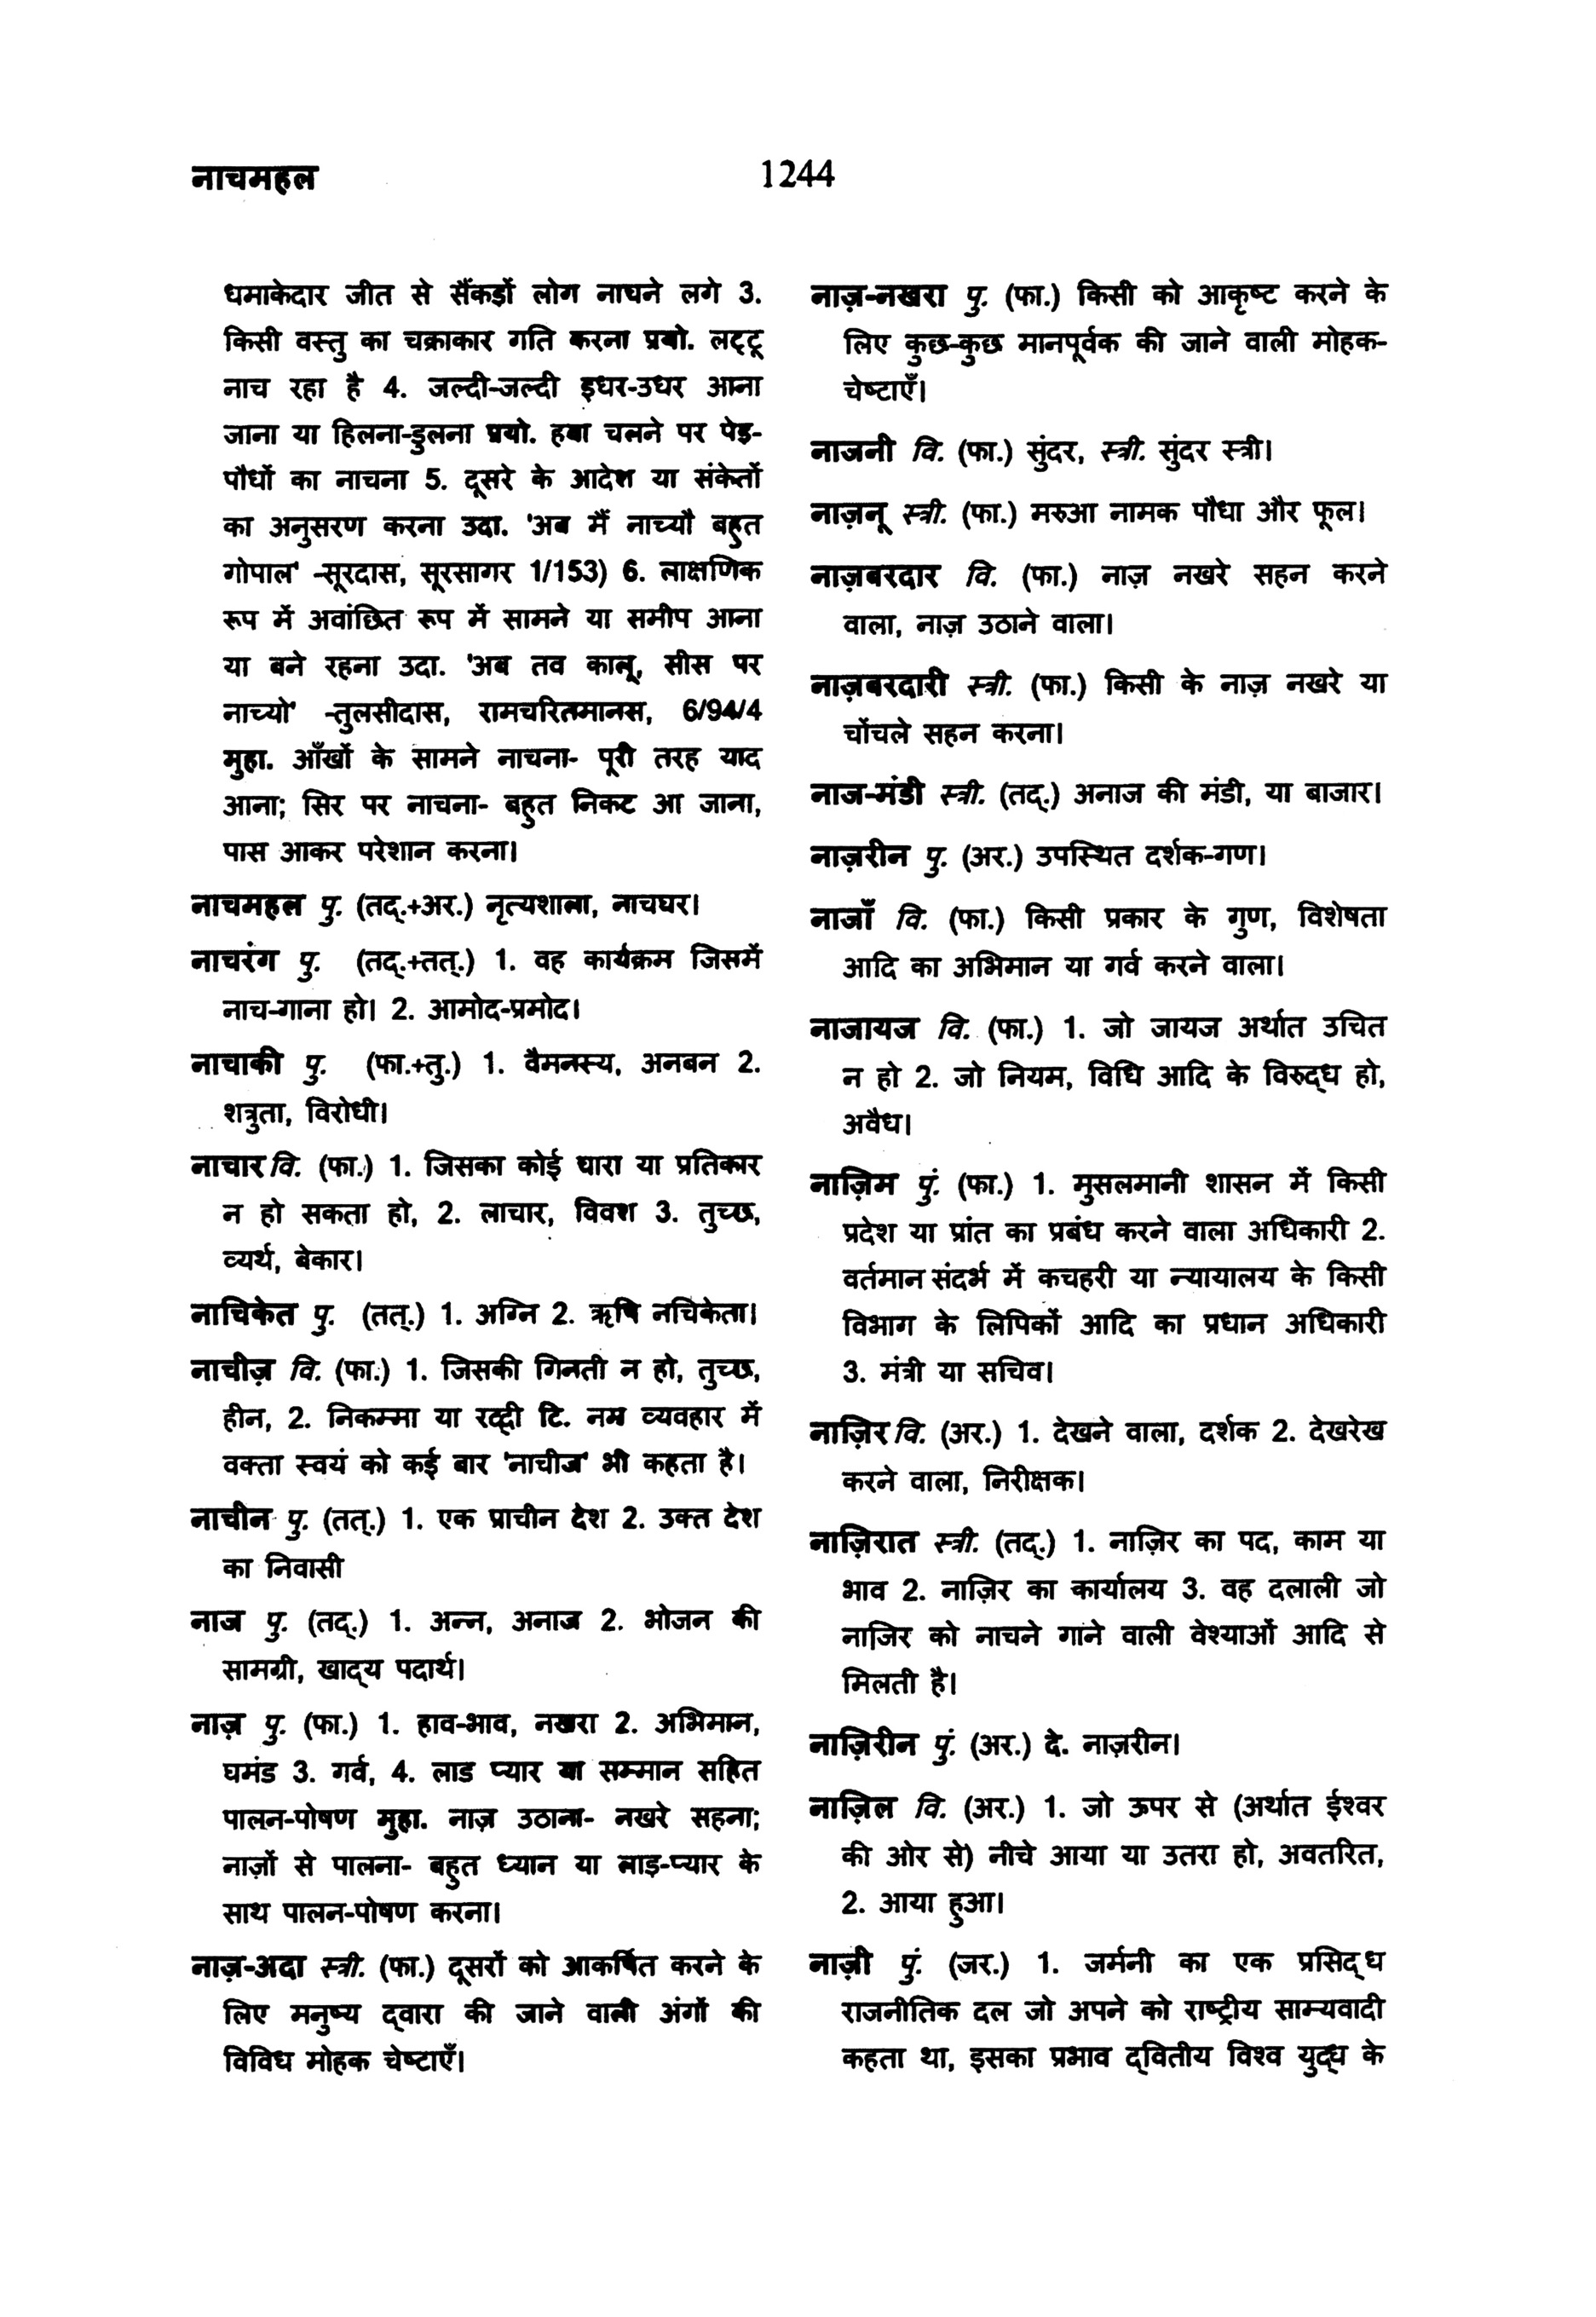 नाचमहल
1244
धमाकेदार जीत से सैंकड़ों लोग नाचने लगे 3.
किसी वस्तु का चक्राकार गति करना प्रयो. लट्टू
नाच रहा है 4. जल्दी-जल्दी इधर-उधर आना
जाना या हिलना-डुलना प्रयो. हवा चलने पर पेड़-
पौधों का नाचना 5. दूसरे के आदेश या संकेतों
का अनुसरण करना उदा. 'अब मैं नाच्यौ बहुत
गोपाल' -सूरदास, सूरसागर 1/153) 6. लाक्षणिक
रूप में अवांछित रूप में सामने या समीप आना
या बने रहना उदा. 'अब तव कालू, सीस पर
नाच्यो' -तुलसीदास, रामचरितमानस, 6/94/4
मुहा. आँखों के सामने नाचना- पूरी तरह याद
आना; सिर पर नाचना- बहुत निकट आ जाना,
पास आकर परेशान करना।
नाचमहल पु. (तद्.+अर.) नृत्यशाला, नाचघर।
नाचरंग पु. (तद्.+तत्.) 1. वह कार्यक्रम जिसमें
नाच-गाना हो। 2. आमोद-प्रमोद।
नाचाकी पु. (फा.+तु.) 1. वैमनस्य, अनबन 2.
शत्रुता, विरोधी।
नाचार वि. (फा.) 1. जिसका कोई चारा या प्रतिकार
न हो सकता हो, 2. लाचार, विवश 3. तुच्छ,
व्यर्थ, बेकार।
नाचिकेत पु. (तत्.) 1. अग्नि 2. ऋषि नचिकेता।
नाचीज़ वि. (फा.) 1. जिसकी गिनती न हो, तुच्छ,
हीन, 2. निकम्मा या रद्दी टि. नम्र व्यवहार में
वक्ता स्वयं को कई बार 'नाचीज' भी कहता है।
नाचीन पु. (तत्.) 1. एक प्राचीन देश 2. उक्त देश
का निवासी
नाज पु. (तद्.) 1. अन्न, अनाज 2. भोजन की
सामग्री, खाद्य पदार्थ।
नाज़ पु. (फा.) 1. हाव-भाव, नखरा 2. अभिमान,
घमंड 3. गर्व, 4. लाड प्यार या सम्मान सहित
पालन-पोषण मुहा. नाज़ उठाना- नखरे सहना;
नाज़ों से पालना- बहुत ध्यान या लाड़-प्यार के
साथ पालन-पोषण करना।
नाज़-अदा स्त्री. (फा.) दूसरों को आकर्षित करने के
लिए मनुष्य द्वारा की जाने वाली अंगों की
विविध मोहक चेष्टाएँ।
नाज़-नखरा पु. (फा.) किसी को आकृष्ट करने के
लिए कुछ-कुछ मानपूर्वक की जाने वाली मोहक-
चेष्टाएँ।
नाजनी वि. (फा.) सुंदर, स्त्री. सुंदर स्त्री।
नाज़नू स्त्री. (फा.) मरुआ नामक पौधा और फूल।
नाज़बरदार वि. (फा.) नाज़ नखरे सहन करने
वाला, नाज़ उठाने वाला।
नाज़बरदारी स्त्री. (फा.) किसी के नाज़ नखरे या
चोंचले सहन करना।
नाज-मंडी स्त्री. (तद्.) अनाज की मंडी, या बाजार।
नाज़रीन पु. (अर.) उपस्थित दर्शक-गण।
नाजाँ वि. (फा.) किसी प्रकार के गुण, विशेषता
आदि का अभिमान या गर्व करने वाला।
नाजायज वि. (फा.) 1. जो जायज अर्थात उचित
न हो 2. जो नियम, विधि आदि के विरुद्ध हो,
अवैध।
नाज़िम पुं. (फा.) 1. मुसलमानी शासन में किसी
प्रदेश या प्रांत का प्रबंध करने वाला अधिकारी 2.
वर्तमान संदर्भ में कचहरी या न्यायालय के किसी
विभाग के लिपिकों आदि का प्रधान अधिकारी
3. मंत्री या सचिव।
नाज़िर वि. (अर.) 1. देखने वाला, दर्शक 2. देखरेख
करने वाला, निरीक्षक।
नाज़िरात स्त्री. (तद्.) 1. नाज़िर का पद, काम या
भाव 2. नाज़िर का कार्यालय 3. वह दलाली जो
नाजिर को नाचने गाने वाली वेश्याओं आदि से
मिलती है।
नाज़िरीन पुं. (अर.) दे. नाज़रीन।
नाज़िल वि. (अर.) 1. जो ऊपर से (अर्थात ईश्वर
की ओर से) नीचे आया या उतरा हो, अवतरित,
2. आया हुआ।
नाज़ी पुं. (जर.) 1. जर्मनी का एक प्रसिद्ध
राजनीतिक दल जो अपने को राष्ट्रीय साम्यवादी
कहता था, इसका प्रभाव द्वितीय विश्व युद्ध के